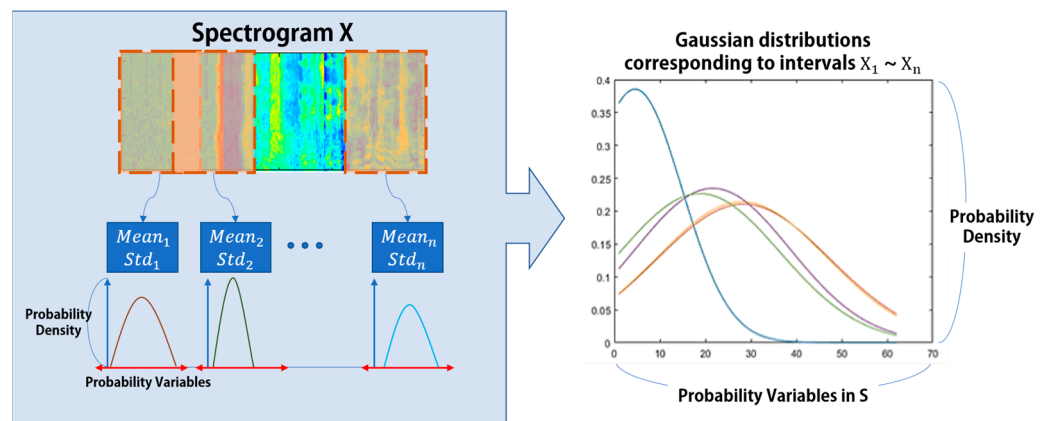 Spectrogram X
Mean₁
Std₁
Mean₂
Std₂
Meanₙ
Stdₙ
Probability
Density
Probability Variables
Gaussian distributions
corresponding to intervals X₁ ~ Xₙ
0.4
0.35
0.3
0.25
0.2
0.15
0.1
0.05
0
0 10 20 30 40 50 60 70
Probability
Density
Probability Variables in S